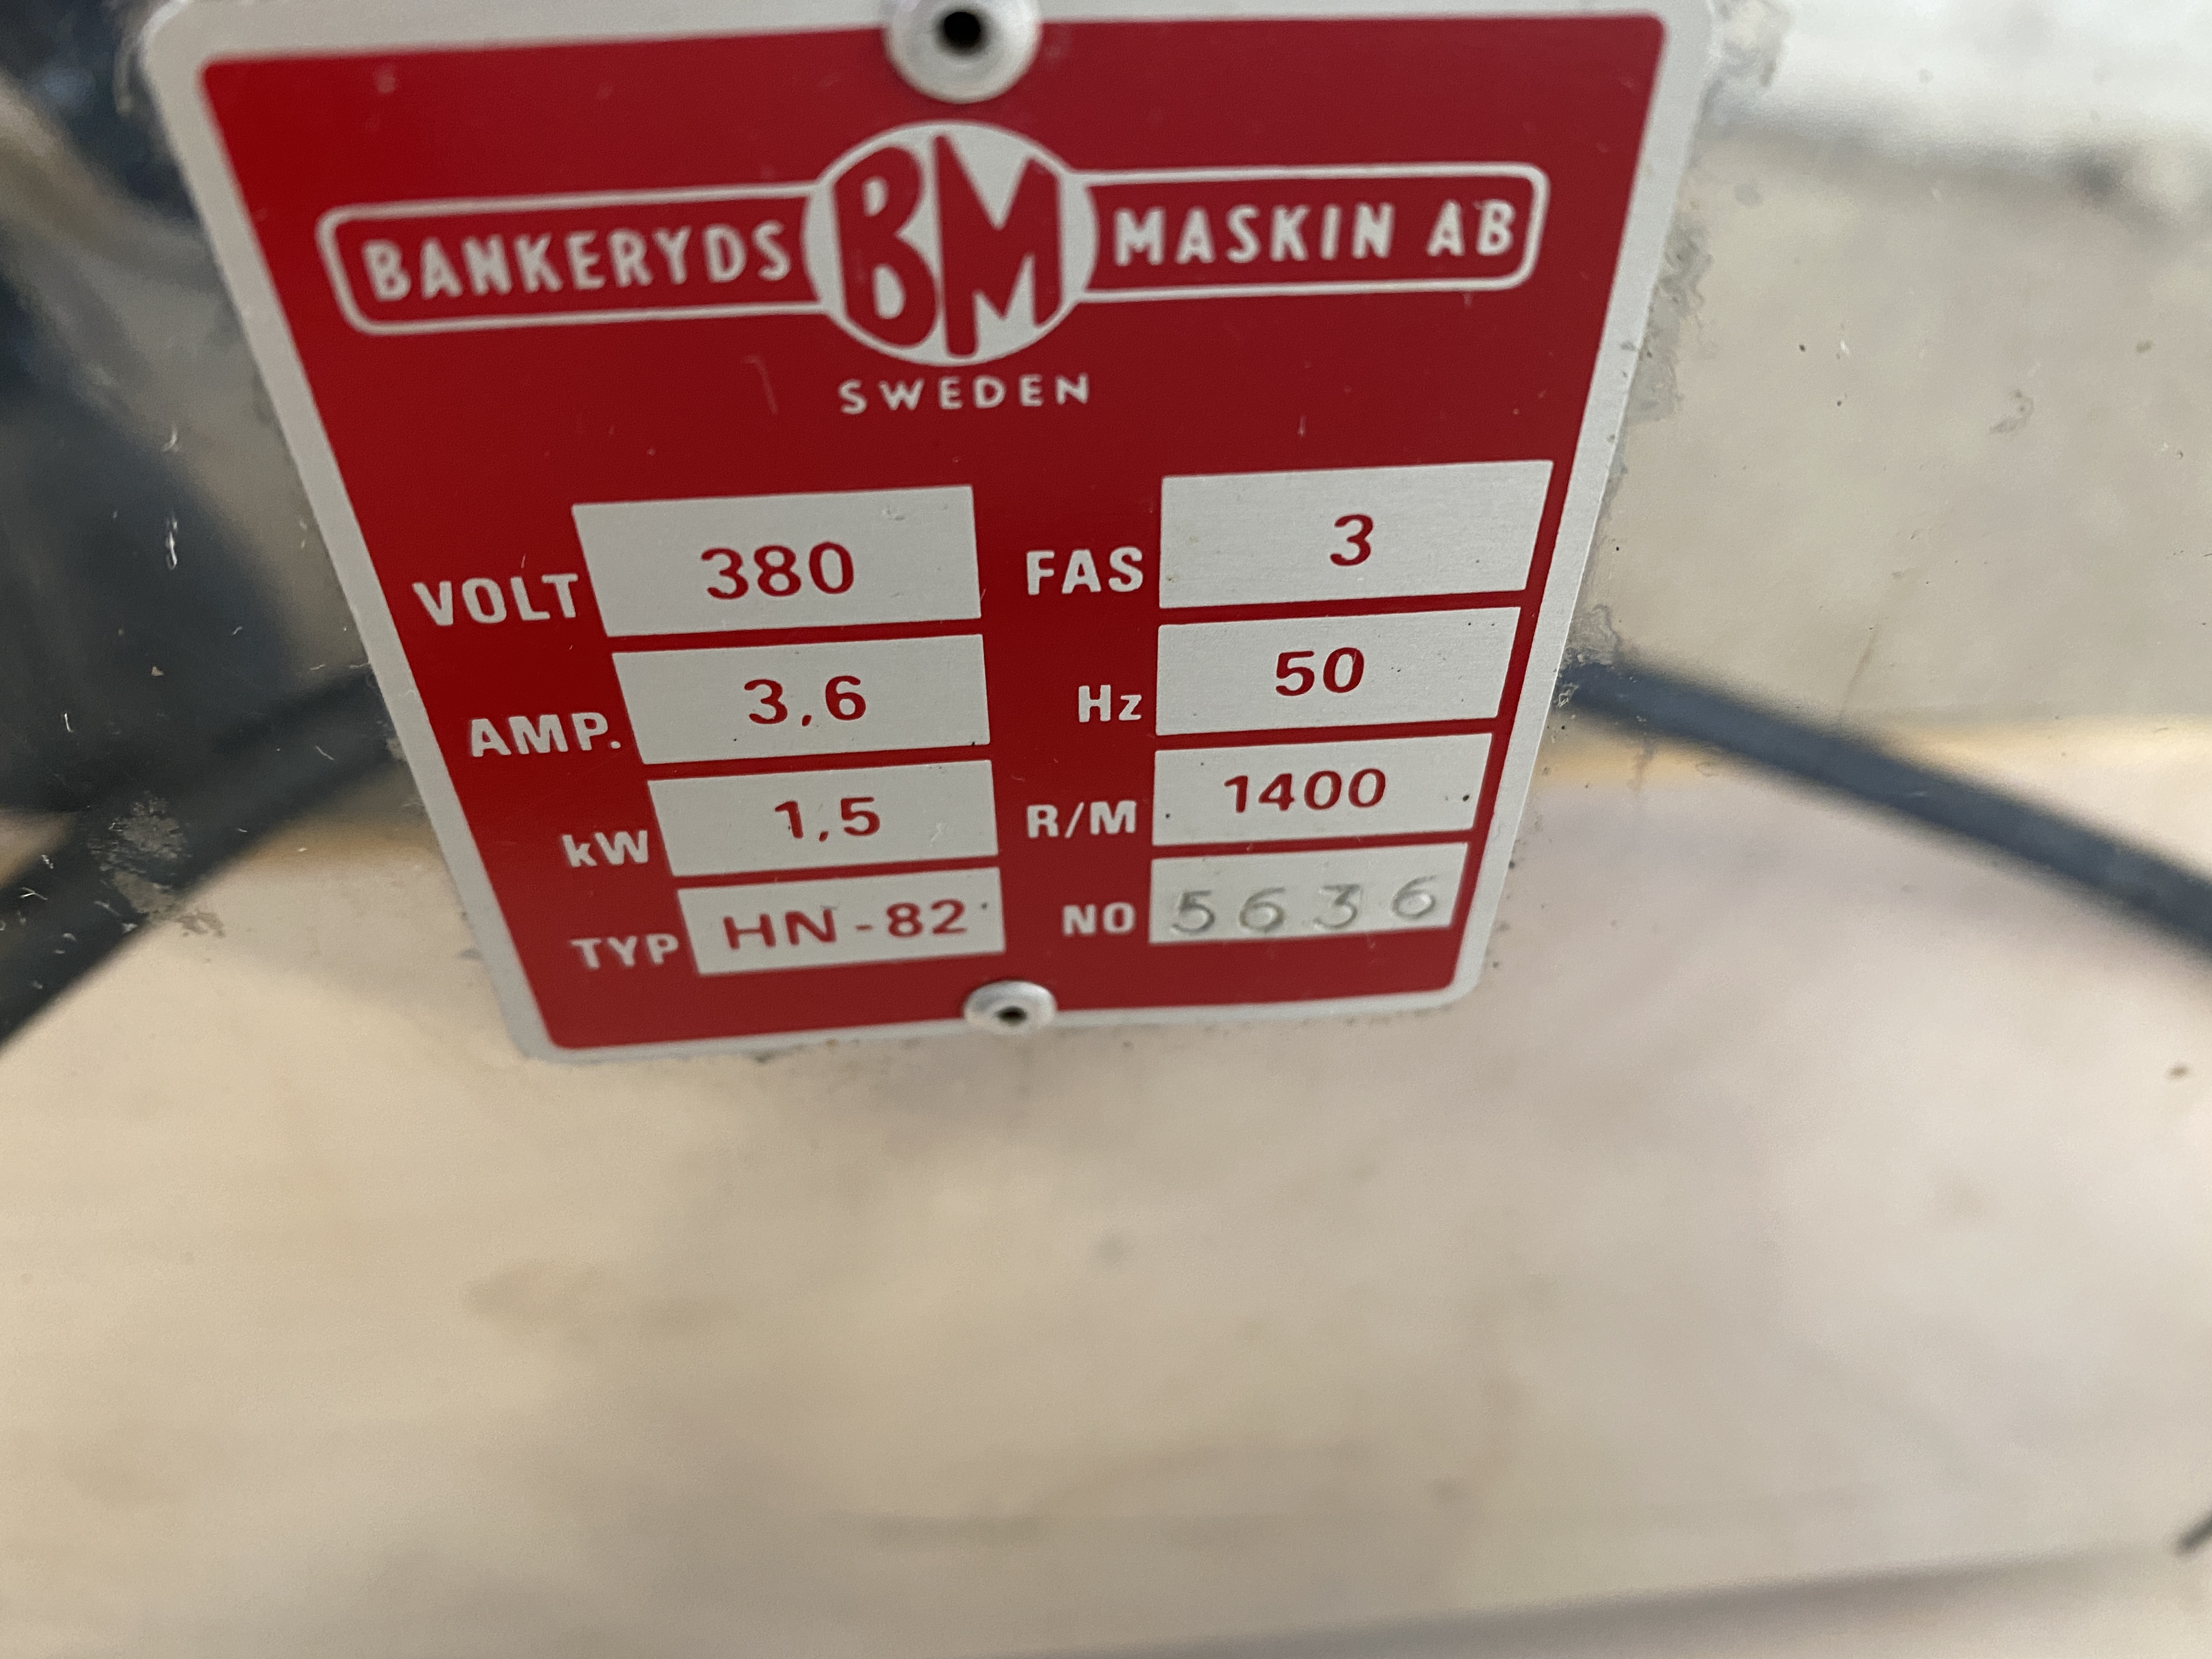 BANKERYDS BM MASKIN AB
SWEDEN
VOLT 380 FAS 3
AMP. 3,6 Hz 50
kW 1,5 R/M 1400
TYP HN-82 NO 5636